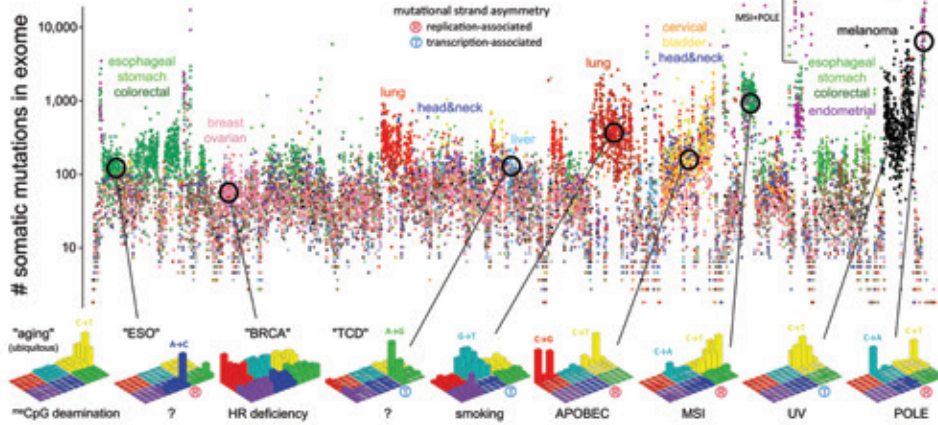 # somatic mutations in exome
10,000
1,000
100
10
mutational strand asymmetry
Ⓡ replication-associated
Ⓣ transcription-associated
MSI+POLE
esophageal
stomach
colorectal
breast
ovarian
lung
head&neck
liver
lung
cervical
bladder
head&neck
esophageal
stomach
colorectal
endometrial
melanoma
"aging"
(ubiquitous)
"ESO"
"BRCA"
"TCD"
C→T
A→C
A→G
G→T
C→G
C→T
C→A
C→T
C→T
C→A
C→T
Ⓡ
Ⓣ
Ⓣ
Ⓡ
Ⓡ
Ⓣ
Ⓡ
meCpG deamination
?
HR deficiency
?
smoking
APOBEC
MSI
UV
POLE